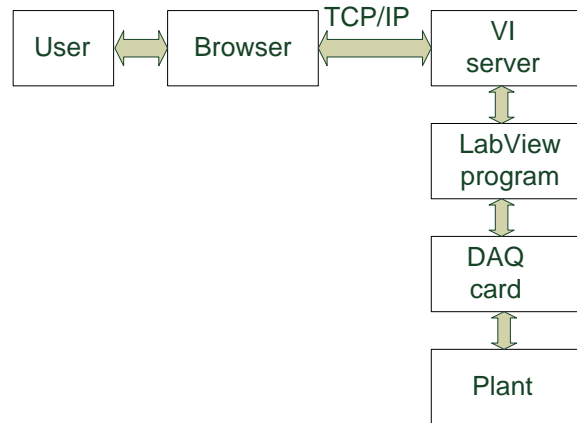 TCP/IP
User
Browser
VI
server
LabView
program
DAQ
card
Plant